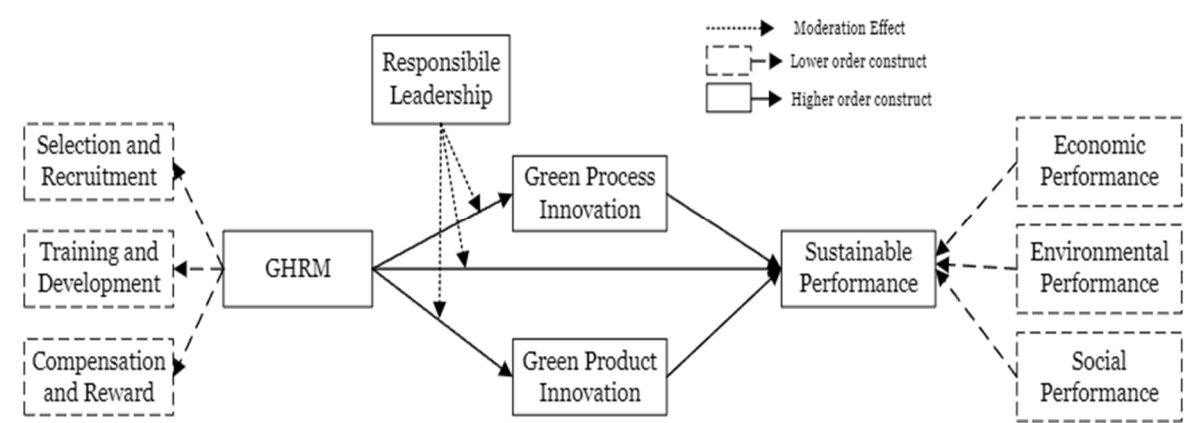 Responsibile
Leadership
Moderation Effect
Lower order construct
Higher order construct
Selection and
Recruitment
Training and
Development
Compensation
and Reward
GHRM
Green Process
Innovation
Green Product
Innovation
Sustainable
Performance
Economic
Performance
Environmental
Performance
Social
Performance